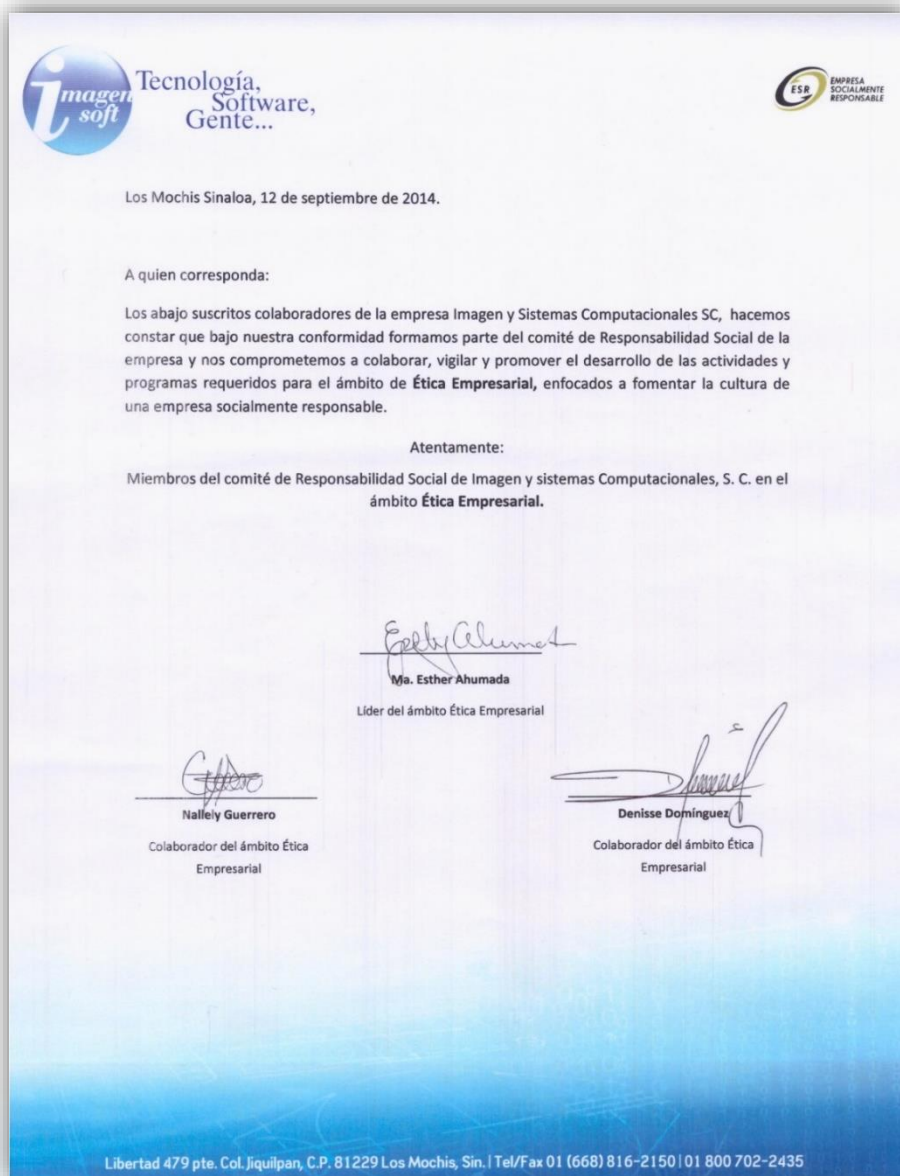 imagen
soft
Tecnología,
Software,
Gente...
ESR
EMPRESA
SOCIALMENTE
RESPONSABLE
Los Mochis Sinaloa, 12 de septiembre de 2014.
A quien corresponda:
Los abajo suscritos colaboradores de la empresa Imagen y Sistemas Computacionales SC, hacemos
constar que bajo nuestra conformidad formamos parte del comité de Responsabilidad Social de la
empresa y nos comprometemos a colaborar, vigilar y promover el desarrollo de las actividades y
programas requeridos para el ámbito de Ética Empresarial, enfocados a fomentar la cultura de
una empresa socialmente responsable.
Atentamente:
Miembros del comité de Responsabilidad Social de Imagen y sistemas Computacionales, S. C. en el
ámbito Ética Empresarial.
Ma. Esther Ahumada
Líder del ámbito Ética Empresarial
Nallely Guerrero
Colaborador del ámbito Ética
Empresarial
Denisse Domínguez
Colaborador del ámbito Ética
Empresarial
Libertad 479 pte. Col. Jiquilpan, C.P. 81229 Los Mochis, Sin. | Tel/Fax 01 (668) 816-2150 | 01 800 702-2435